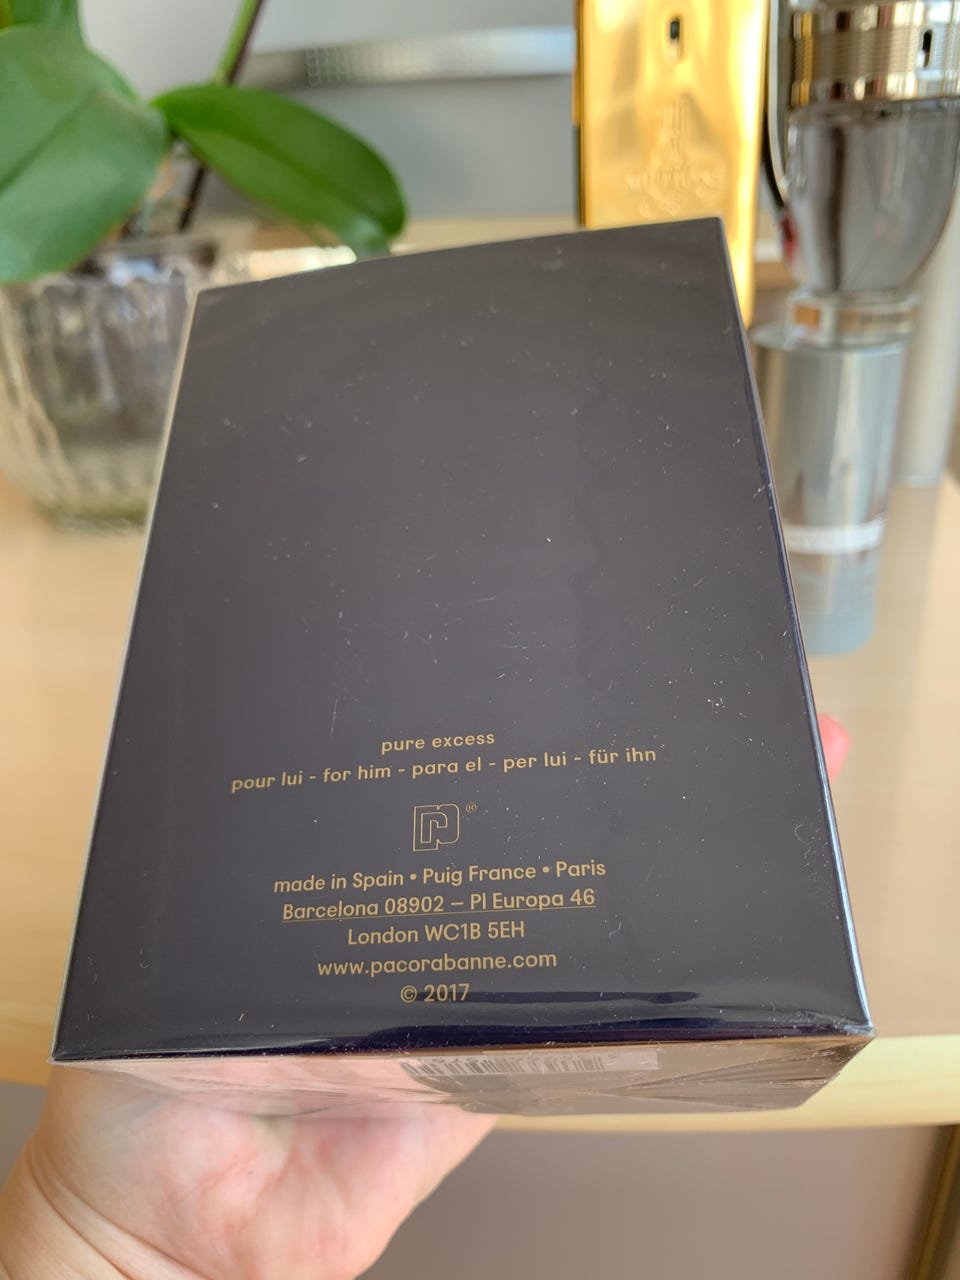 pure excess
pour lui - for him - para el - per lui - für ihn
®
made in Spain • Puig France • Paris
Barcelona 08902 – Pl Europa 46
London WC1B 5EH
www.pacorabanne.com
© 2017